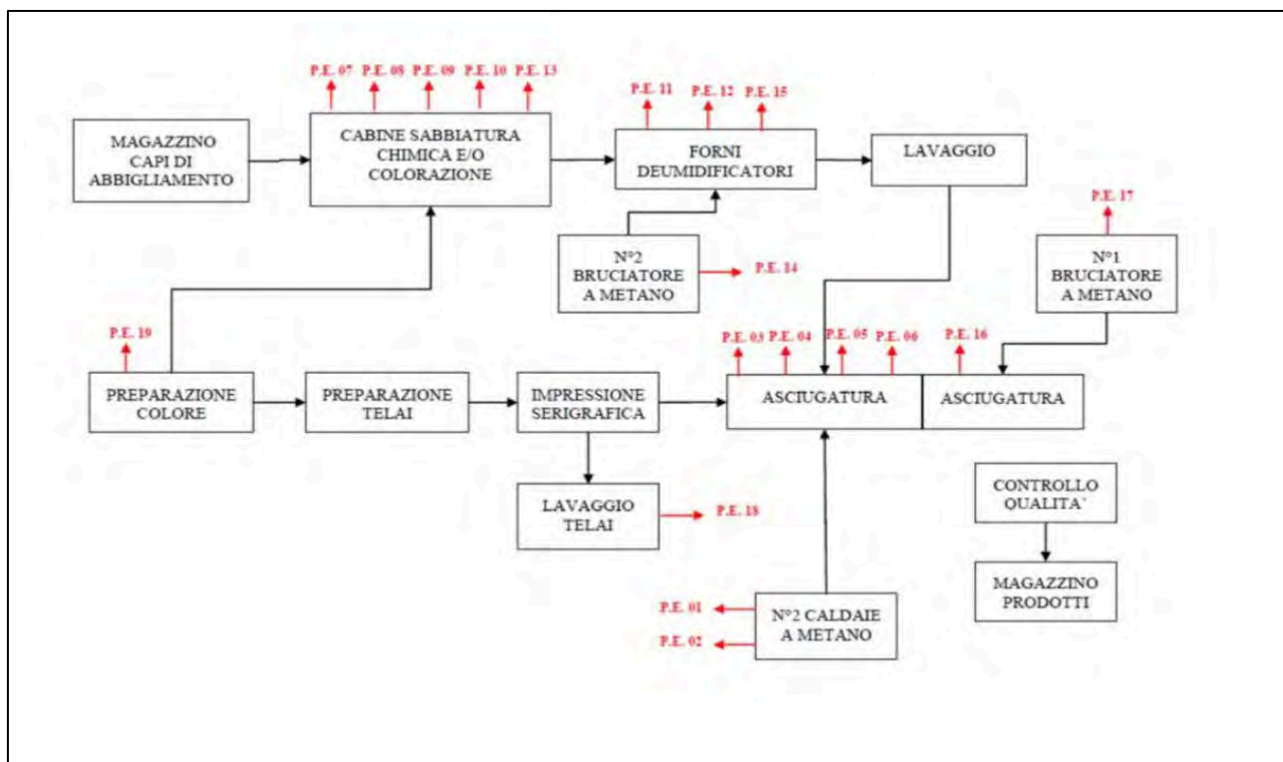 P.E. 07 P.E. 08 P.E. 09 P.E. 10 P.E. 13
P.E. 11 P.E. 12 P.E. 15
MAGAZZINO
CAPI DI
ABBIGLIAMENTO
CABINE SABBIATURA
CHIMICA E/O
COLORAZIONE
FORNI
DEUMIDIFICATORI
LAVAGGIO
P.E. 17
N°2
BRUCIATORE
A METANO
P.E. 14
N°1
BRUCIATORE
A METANO
P.E. 19
P.E. 03 P.E. 04 P.E. 05 P.E. 06 P.E. 16
PREPARAZIONE
COLORE
PREPARAZIONE
TELAI
IMPRESSIONE
SERIGRAFICA
ASCIUGATURA
ASCIUGATURA
LAVAGGIO
TELAI
P.E. 18
CONTROLLO
QUALITA`
MAGAZZINO
PRODOTTI
P.E. 01
P.E. 02
N°2 CALDAIE
A METANO